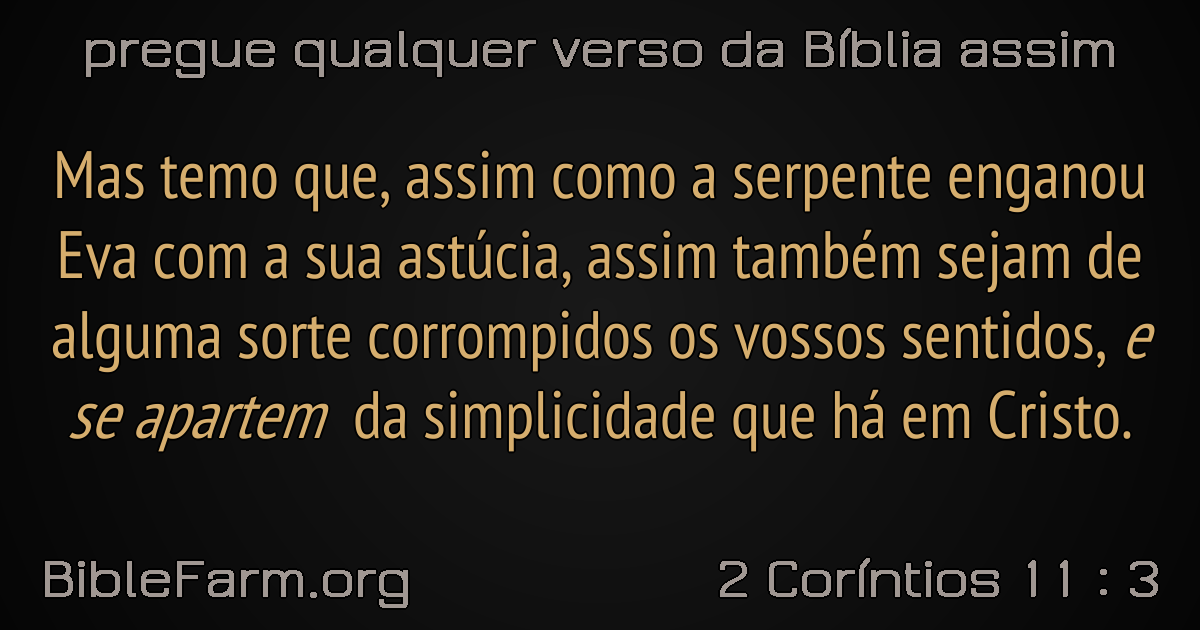 pregue qualquer verso da Bíblia assim
Mas temo que, assim como a serpente enganou
Eva com a sua astúcia, assim também sejam de
alguma sorte corrompidos os vossos sentidos, e
se apartem da simplicidade que há em Cristo.
BibleFarm.org
2 Coríntios 11 : 3